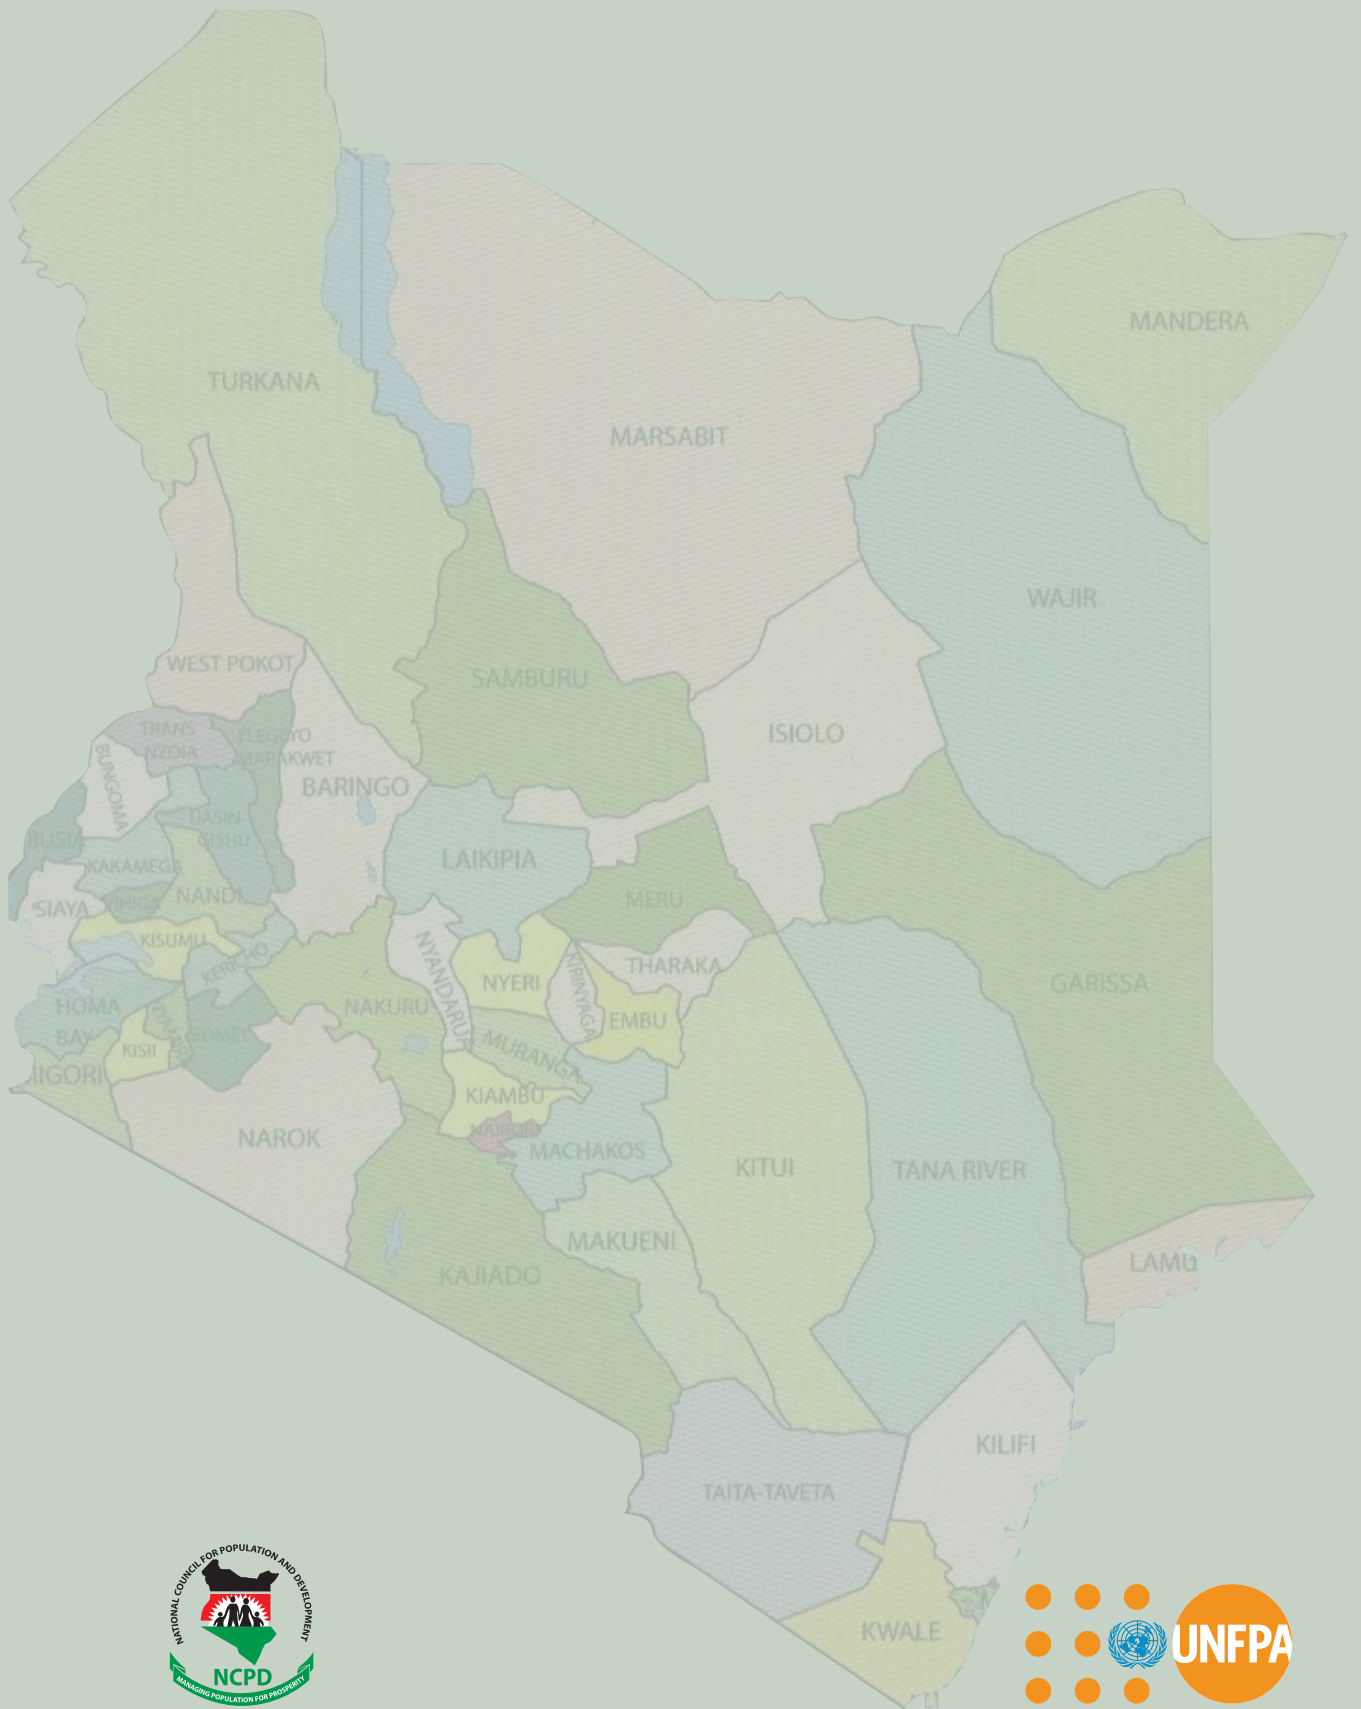 MANDERA
TURKANA
MARSABIT
WAJIR
WEST POKOT
SAMBURU
TRANS
NZOIA
ELEGEYO
MARAKWET
ISIOLO
BUNGOMA
BARINGO
UASIN
GISHU
BUSIA
LAIKIPIA
KAKAMEGA
NANDI
MERU
SIAYA
VIHIGA
KISUMU
KERICHO
NYANDARUA
THARAKA
KIRINYAGA
NYERI
GARISSA
HOMA
BAY
NAKURU
EMBU
BOMET
KISII
MURANGA
IIGORI
KIAMBU
NAROK
NAIROBI
MACHAKOS
KITUI
TANA RIVER
MAKUENI
LAMU
KAJIADO
KILIFI
TAITA-TAVETA
KWALE
NATIONAL COUNCIL FOR POPULATION AND DEVELOPMENT
NCPD
MANAGING POPULATION FOR PROSPERITY
UNFPA